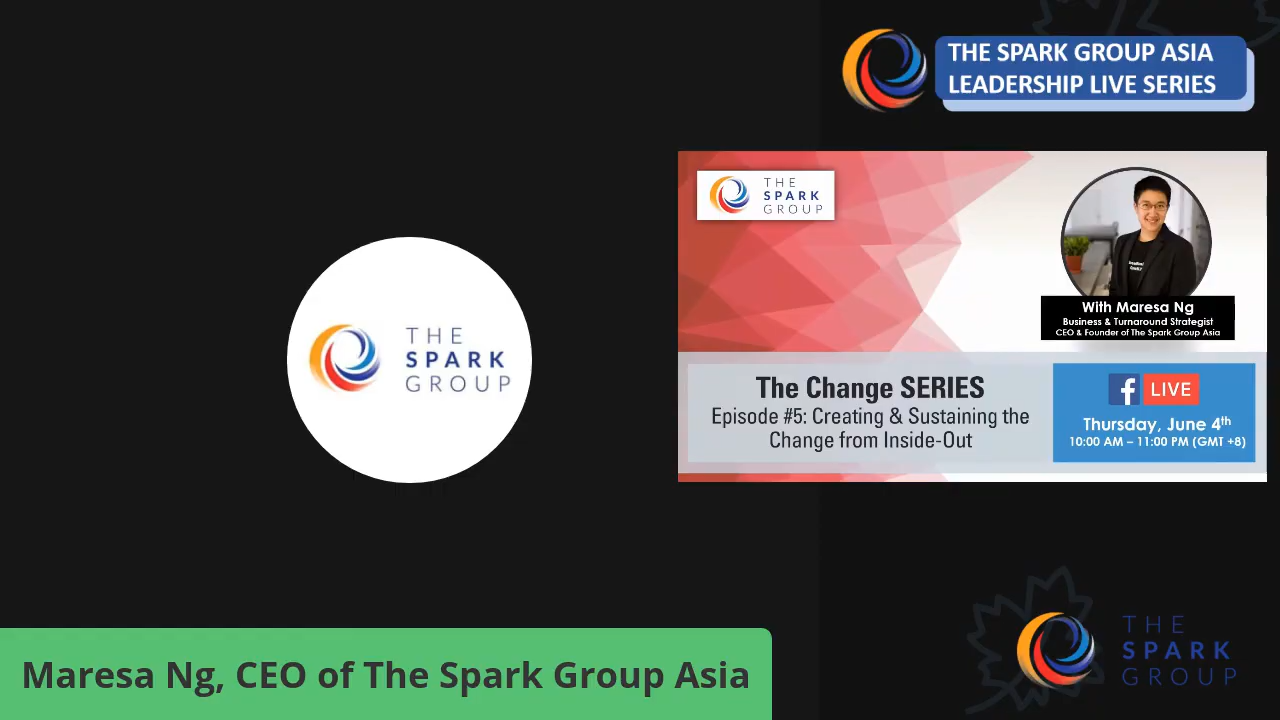 THE SPARK GROUP ASIA
LEADERSHIP LIVE SERIES
THE
SPARK
GROUP
With Maresa Ng
Business & Turnaround Strategist
CEO & Founder of The Spark Group Asia
The Change SERIES
Episode #5: Creating & Sustaining the
Change from Inside-Out
f LIVE
Thursday, June 4th
10:00 AM – 11:00 PM (GMT +8)
THE
SPARK
GROUP
Maresa Ng, CEO of The Spark Group Asia
THE
SPARK
GROUP